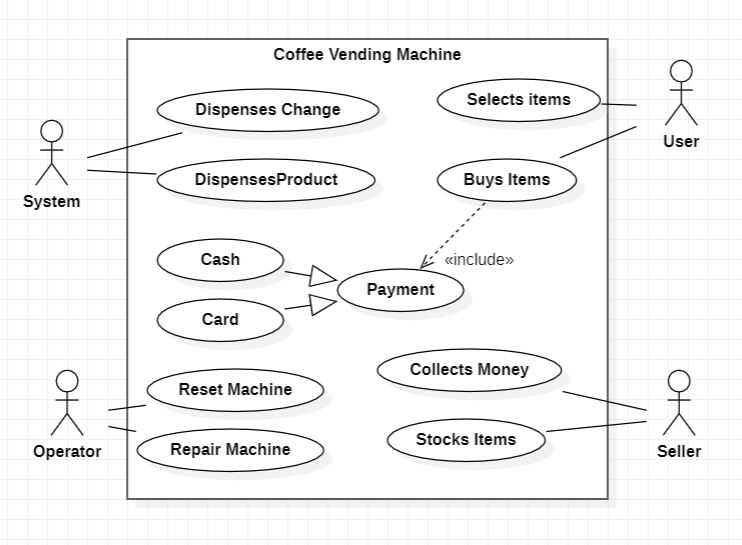 Coffee Vending Machine
Dispenses Change
Selects items
User
DispensesProduct
Buys Items
System
Cash
«include»
Payment
Card
Collects Money
Reset Machine
Stocks Items
Repair Machine
Operator
Seller